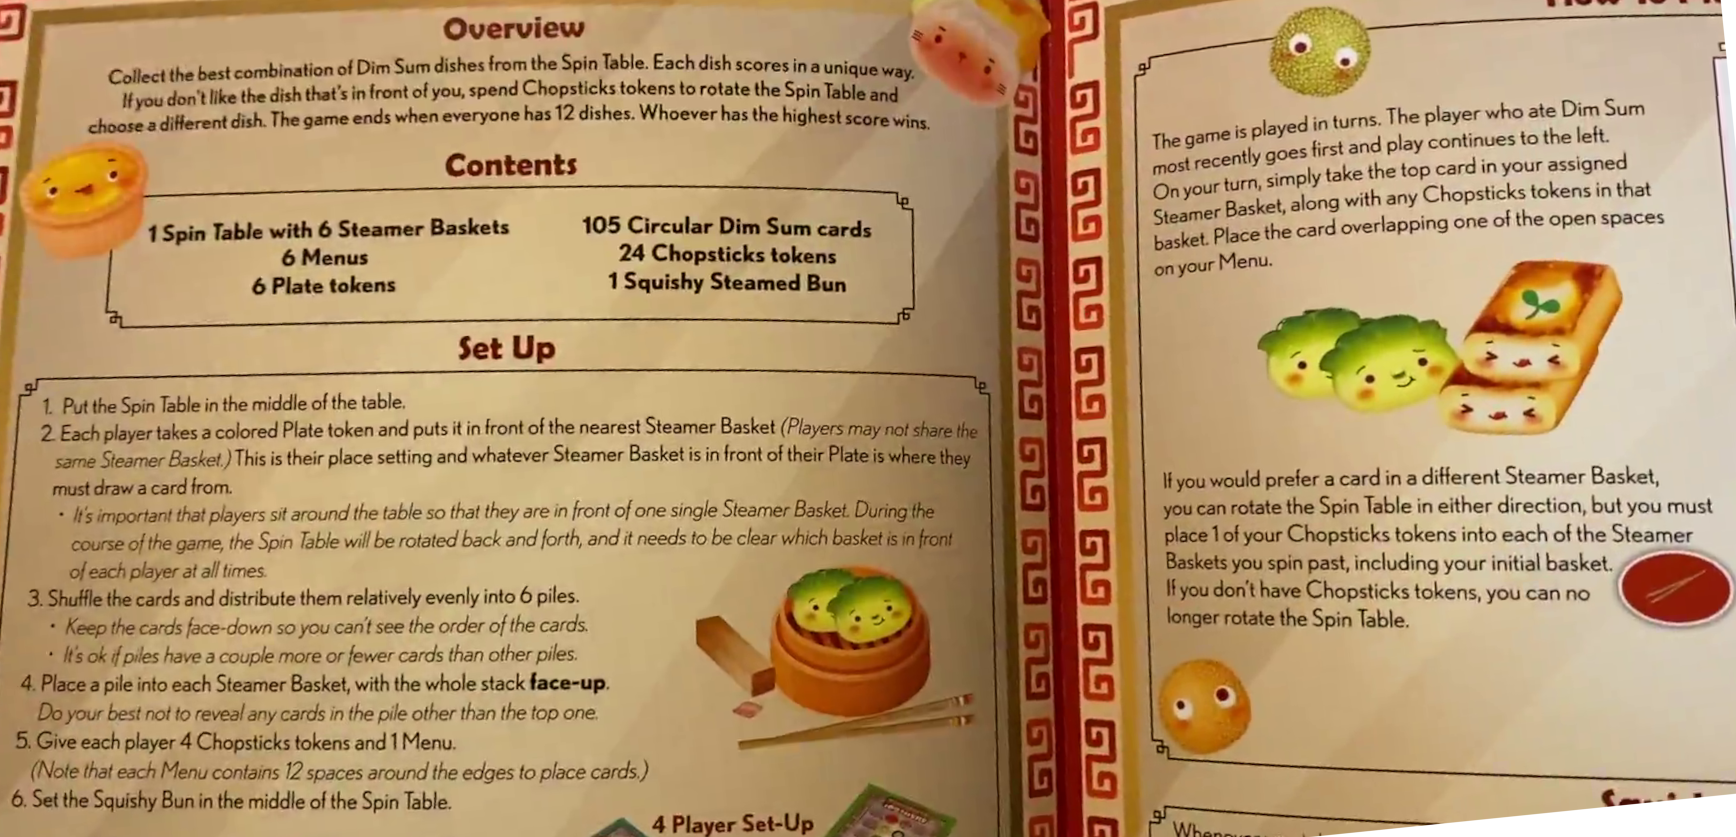 Overview
Collect the best combination of Dim Sum dishes from the Spin Table. Each dish scores in a unique way.
If you don't like the dish that's in front of you, spend Chopsticks tokens to rotate the Spin Table and
choose a different dish. The game ends when everyone has 12 dishes. Whoever has the highest score wins.
Contents
1 Spin Table with 6 Steamer Baskets
6 Menus
6 Plate tokens
105 Circular Dim Sum cards
24 Chopsticks tokens
1 Squishy Steamed Bun
Set Up
1. Put the Spin Table in the middle of the table.
2. Each player takes a colored Plate token and puts it in front of the nearest Steamer Basket (Players may not share the
same Steamer Basket.) This is their place setting and whatever Steamer Basket is in front of their Plate is where they
must draw a card from.
• It's important that players sit around the table so that they are in front of one single Steamer Basket. During the
course of the game, the Spin Table will be rotated back and forth, and it needs to be clear which basket is in front
of each player at all times.
3. Shuffle the cards and distribute them relatively evenly into 6 piles.
• Keep the cards face-down so you can't see the order of the cards.
• It's ok if piles have a couple more or fewer cards than other piles.
4. Place a pile into each Steamer Basket, with the whole stack face-up.
Do your best not to reveal any cards in the pile other than the top one.
5. Give each player 4 Chopsticks tokens and 1 Menu.
(Note that each Menu contains 12 spaces around the edges to place cards.)
6. Set the Squishy Bun in the middle of the Spin Table.
4 Player Set-Up
The game is played in turns. The player who ate Dim Sum
most recently goes first and play continues to the left.
On your turn, simply take the top card in your assigned
Steamer Basket, along with any Chopsticks tokens in that
basket. Place the card overlapping one of the open spaces
on your Menu.
If you would prefer a card in a different Steamer Basket,
you can rotate the Spin Table in either direction, but you must
place 1 of your Chopsticks tokens into each of the Steamer
Baskets you spin past, including your initial basket.
If you don't have Chopsticks tokens, you can no
longer rotate the Spin Table.